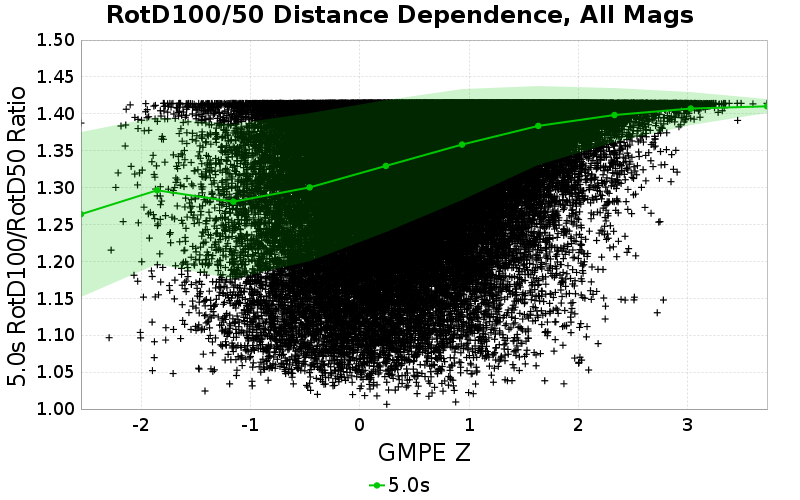 RotD100/50 Distance Dependence, All Mags
5.0s RotD100/RotD50 Ratio
1.50
1.45
1.40
1.35
1.30
1.25
1.20
1.15
1.10
1.05
1.00
-2 -1 0 1 2 3
GMPE Z
5.0s